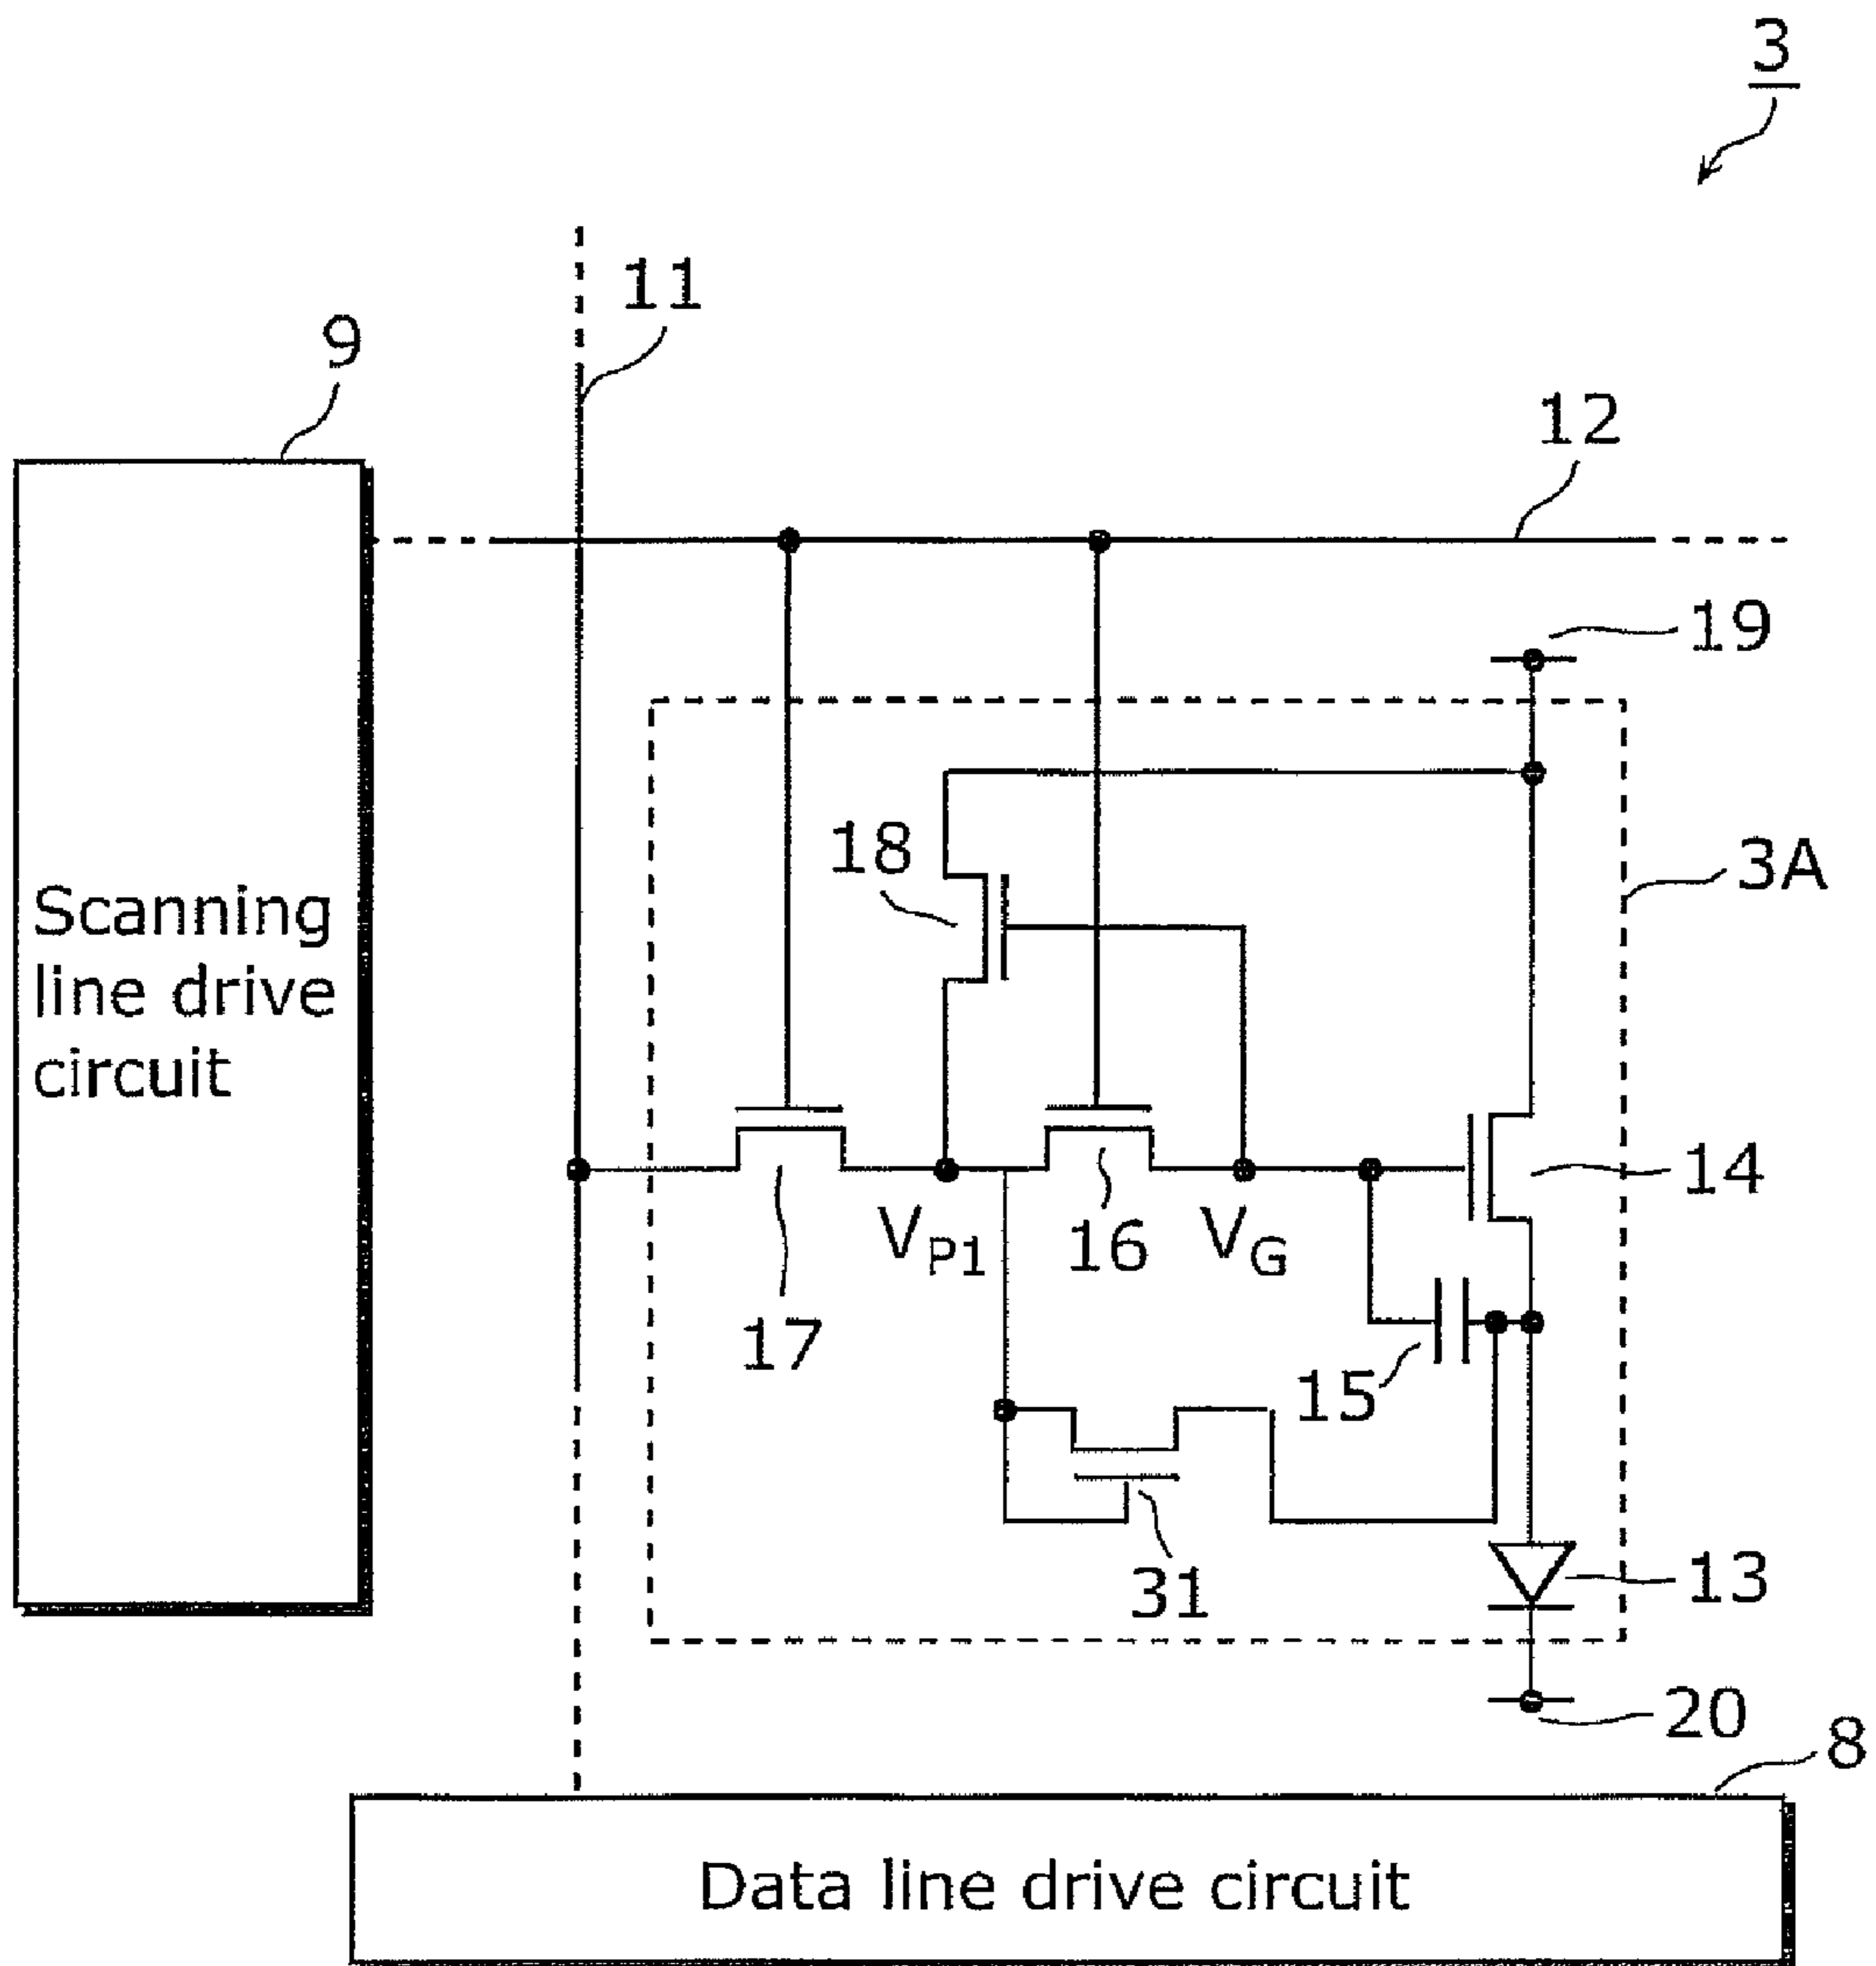 3
11
9
12
19
18
3A
Scanning
line drive
circuit
14
VP1
16
VG
17
15
31
13
20
8
Data line drive circuit